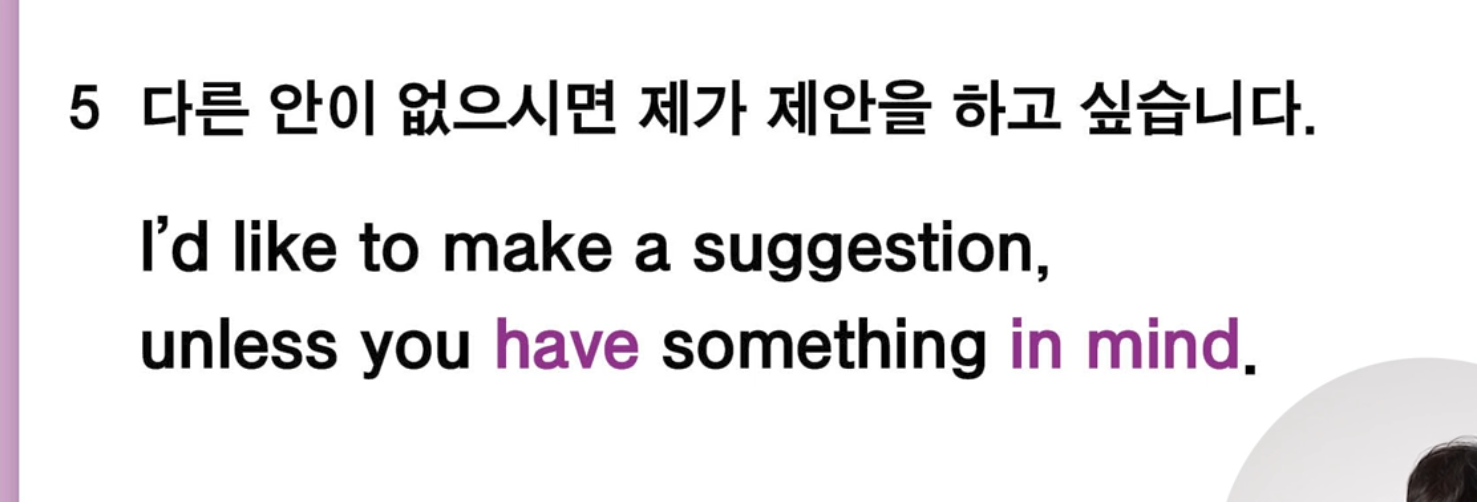 5 다른 안이 없으시면 제가 제안을 하고 싶습니다.
I’d like to make a suggestion,
unless you have something in mind.